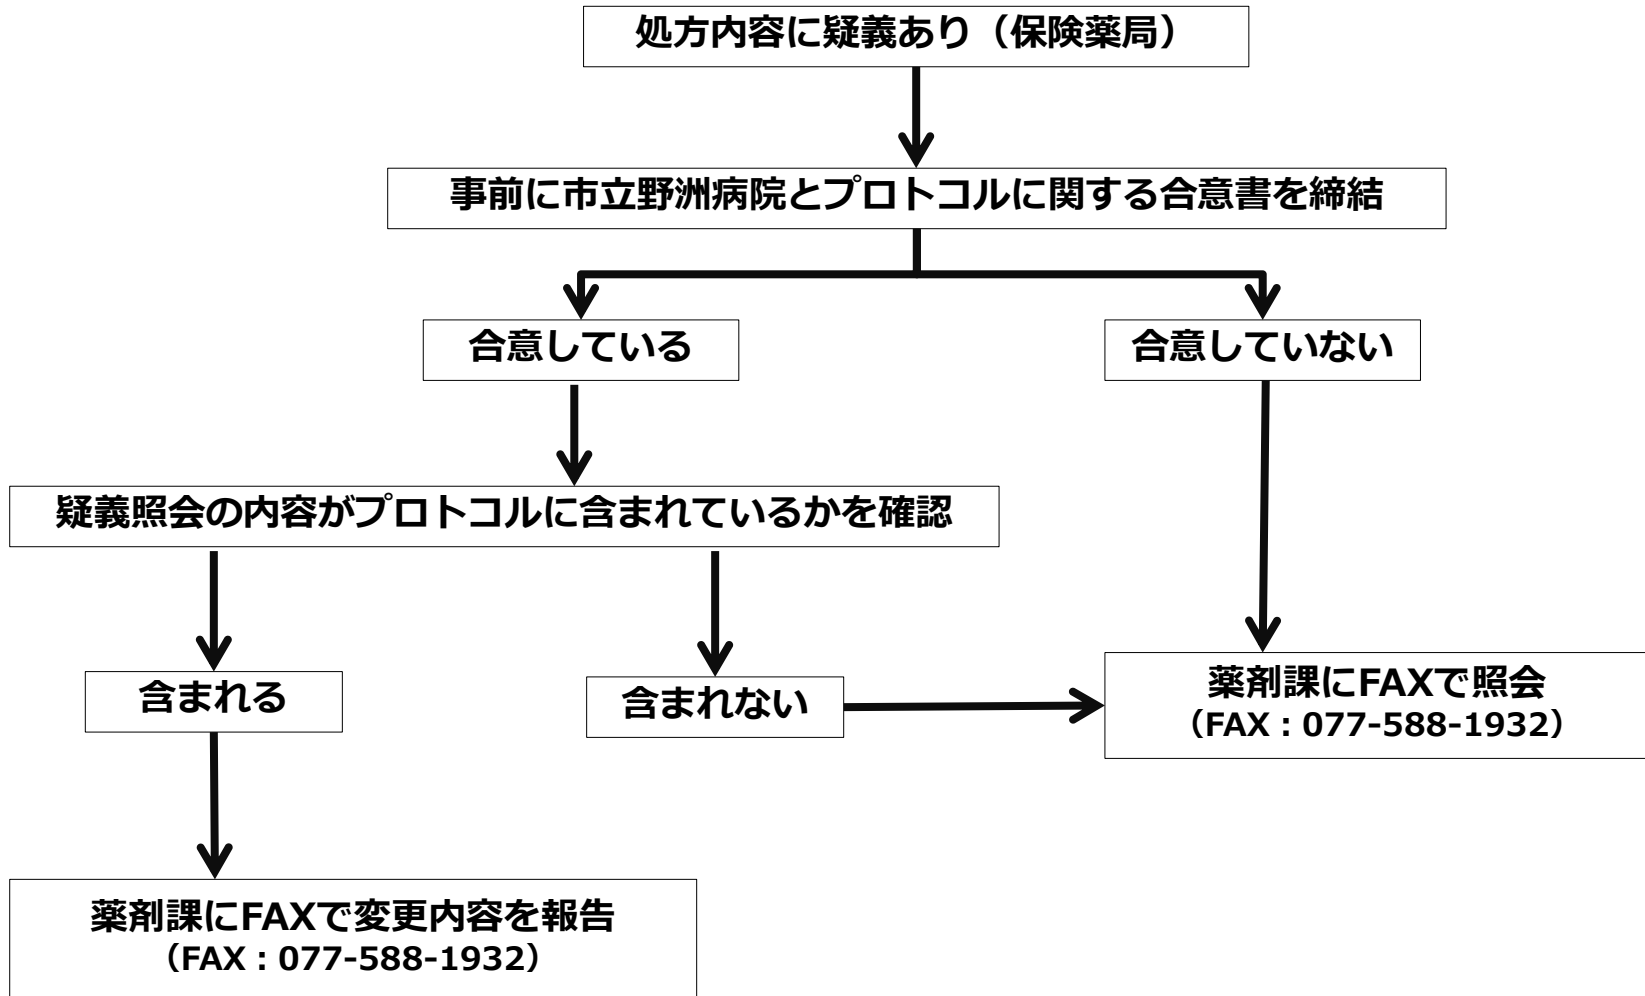 処方内容に疑義あり（保険薬局）
事前に市立野洲病院とプロトコルに関する合意書を締結
合意している
合意していない
疑義照会の内容がプロトコルに含まれているかを確認
含まれる
含まれない
薬剤課にFAXで照会
（FAX：077-588-1932）
薬剤課にFAXで変更内容を報告
（FAX：077-588-1932）